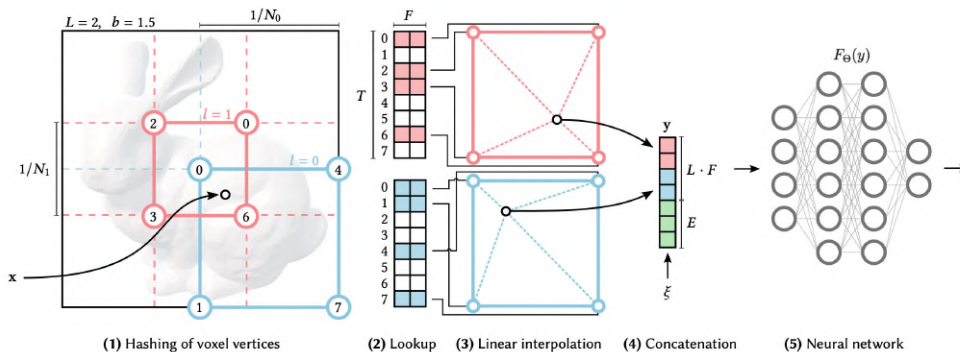 L = 2, b = 1.5
1/N₀
2
l = 1
0
0
l = 0
4
1/N₁
3
6
x
1
7
(1) Hashing of voxel vertices
F
T
0
1
2
3
4
5
6
7
0
1
2
3
4
5
6
7
(2) Lookup
(3) Linear interpolation
y
L · F
E
ξ
(4) Concatenation
F_Θ(y)
(5) Neural network